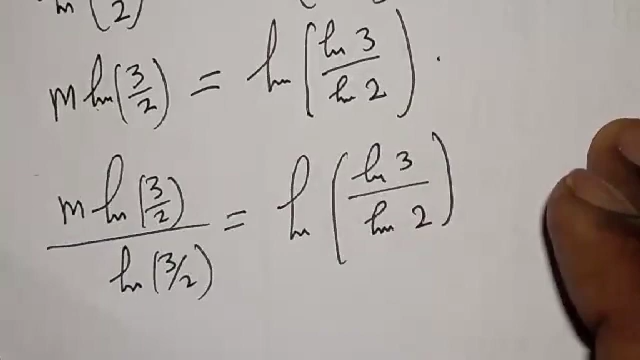 m ln(3/2) = ln(ln 3/ln 2).
m ln(3/2)/ln(3/2) = ln(ln 3/ln 2)